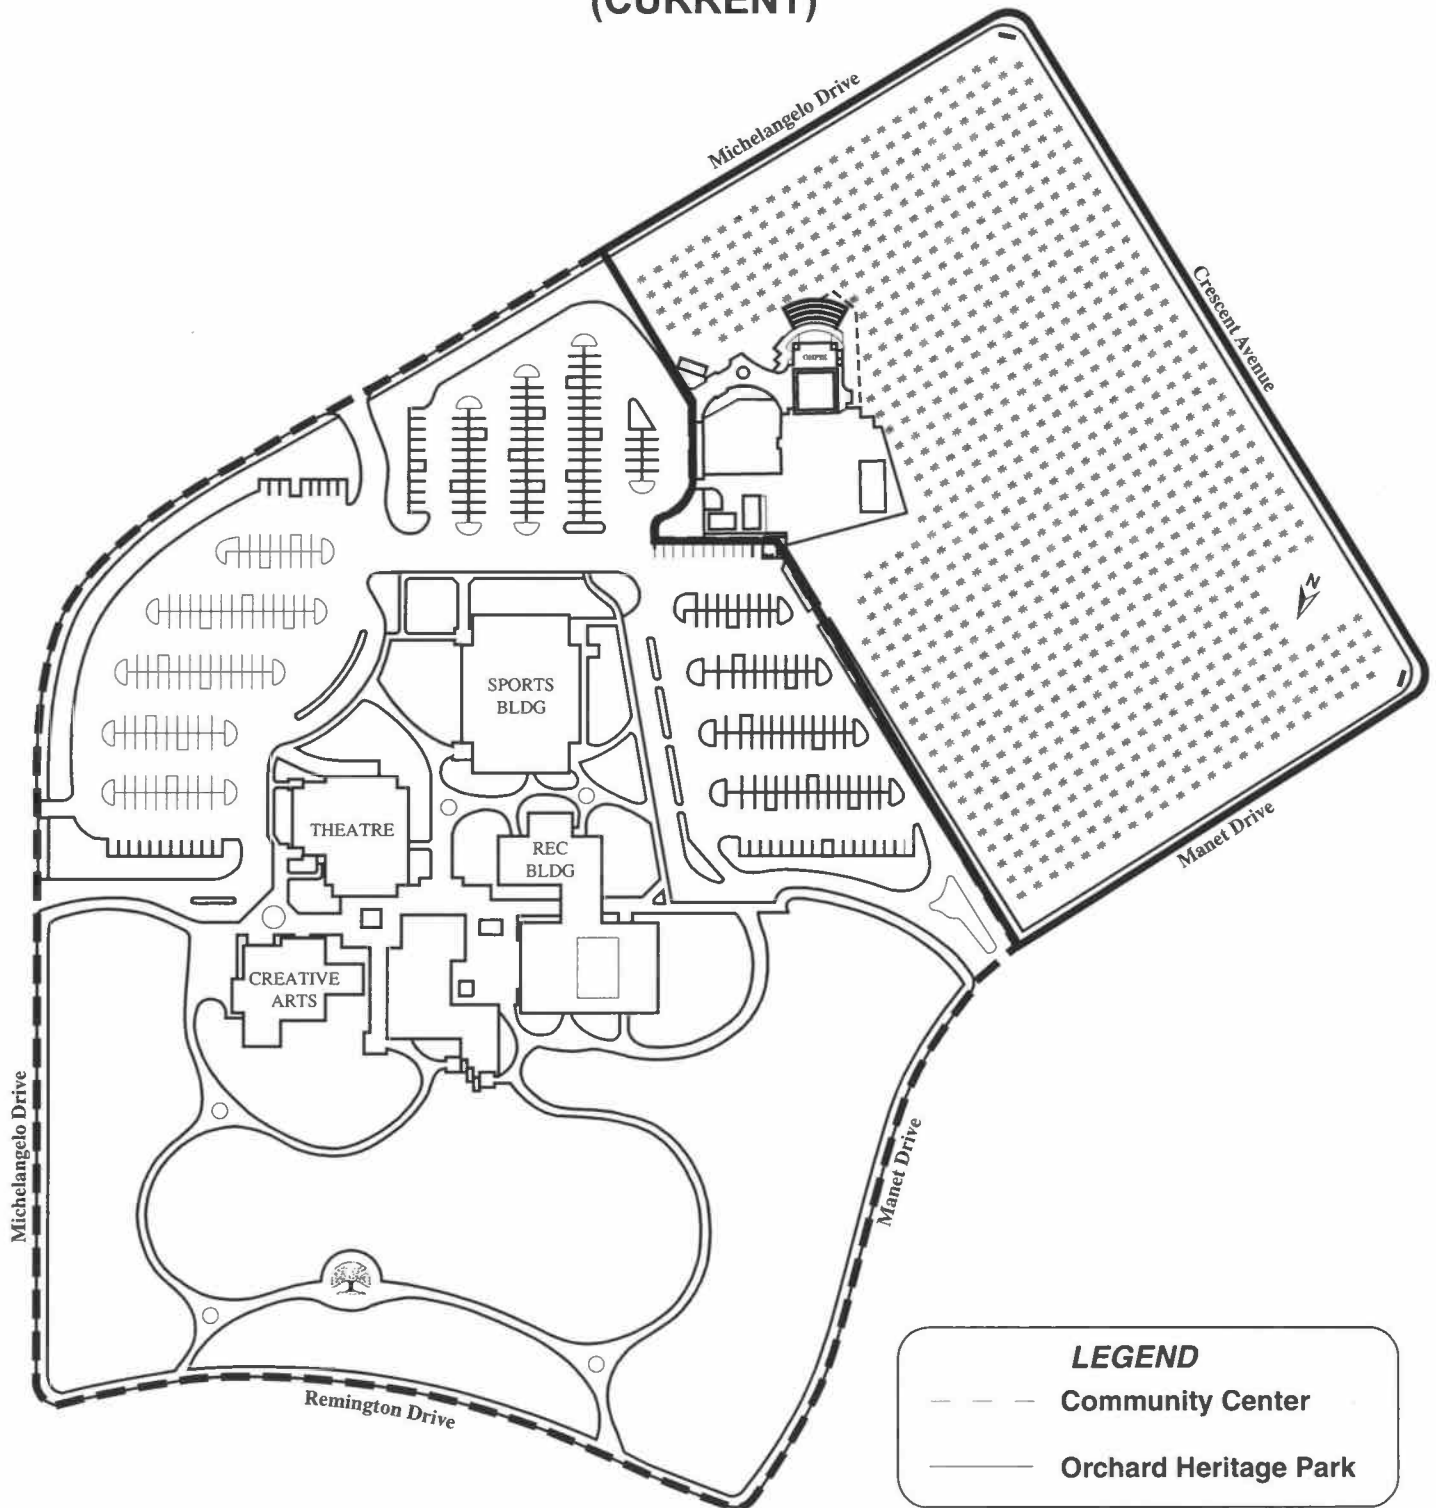 (CURRENT)
Michelangelo Drive
Crescent Avenue
OHPIE
N
SPORTS
BLDG
THEATRE
REC
BLDG
Manet Drive
CREATIVE
ARTS
Michelangelo Drive
Manet Drive
Remington Drive
LEGEND
Community Center
Orchard Heritage Park